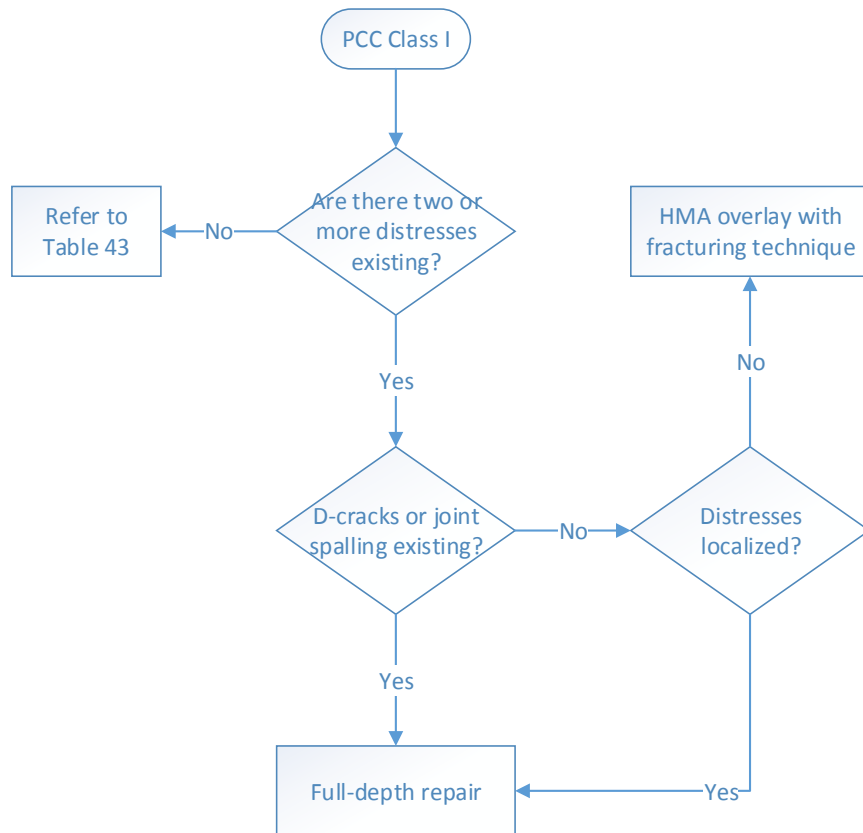 PCC Class I
Are there two or
more distresses
existing?
No
Refer to
Table 43
HMA overlay with
fracturing technique
Yes
No
D-cracks or joint
spalling existing?
No
Distresses
localized?
Yes
Full-depth repair
Yes